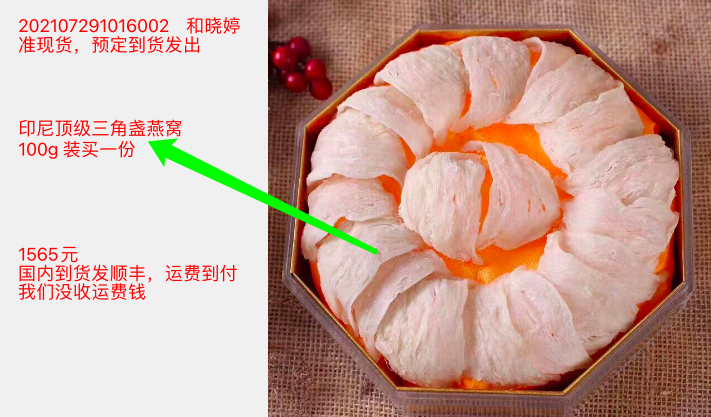 202107291016002 和晓婷
准现货，预定到货发出
印尼顶级三角盏燕窝
100g 装买一份
1565元
国内到货发顺丰，运费到付
我们没收运费钱